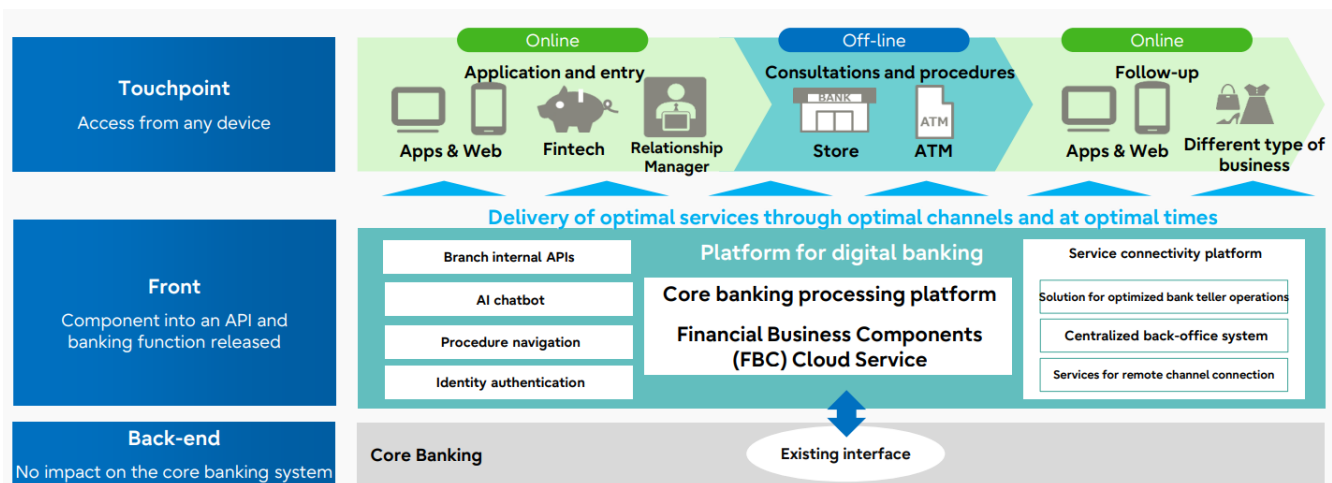 Touchpoint
Access from any device
Online
Application and entry
Apps & Web
Fintech
Relationship
Manager
Off-line
Consultations and procedures
BANK
Store
ATM
ATM
Online
Follow-up
Apps & Web
Different type of
business
Delivery of optimal services through optimal channels and at optimal times
Front
Component into an API and
banking function released
Branch internal APIs
AI chatbot
Procedure navigation
Identity authentication
Platform for digital banking
Core banking processing platform
Financial Business Components
(FBC) Cloud Service
Service connectivity platform
Solution for optimized bank teller operations
Centralized back-office system
Services for remote channel connection
Back-end
No impact on the core banking system
Core Banking
Existing interface